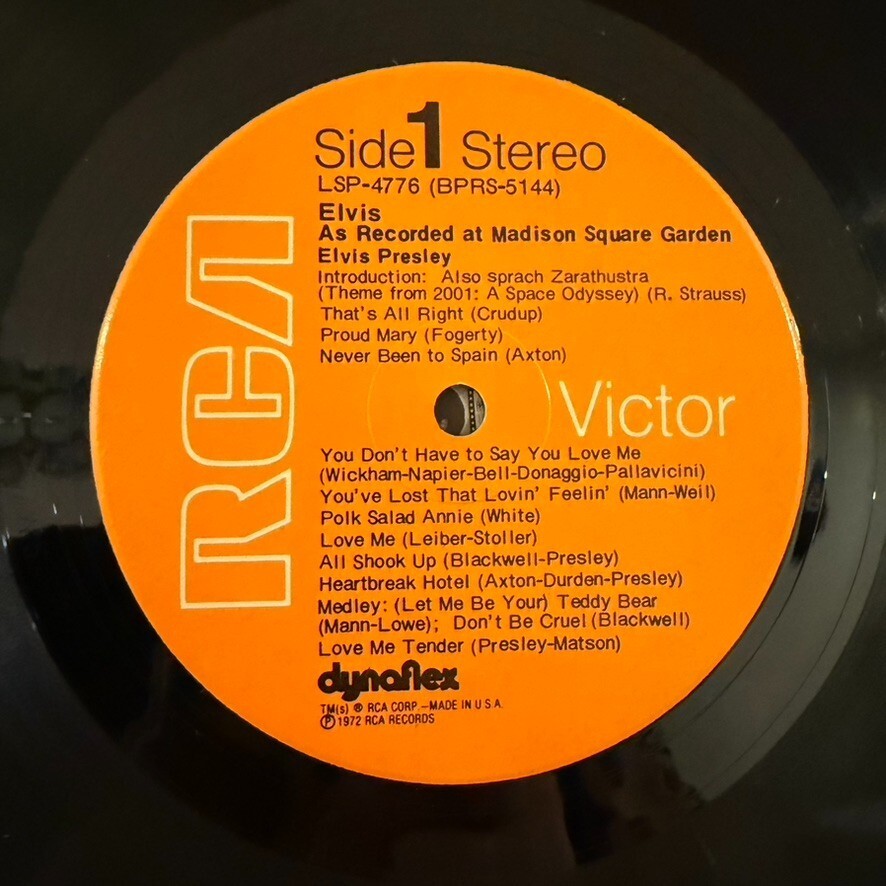 Side 1 Stereo
LSP-4776 (BPRS-5144)
Elvis
As Recorded at Madison Square Garden
Elvis Presley
Introduction: Also sprach Zarathustra
(Theme from 2001: A Space Odyssey) (R. Strauss)
That's All Right (Crudup)
Proud Mary (Fogerty)
Never Been to Spain (Axton)
RCA
Victor
You Don't Have to Say You Love Me
(Wickham-Napier-Bell-Donaggio-Pallavicini)
You've Lost That Lovin' Feelin' (Mann-Weil)
Polk Salad Annie (White)
Love Me (Leiber-Stoller)
All Shook Up (Blackwell-Presley)
Heartbreak Hotel (Axton-Durden-Presley)
Medley: (Let Me Be Your) Teddy Bear
(Mann-Lowe); Don't Be Cruel (Blackwell)
Love Me Tender (Presley-Matson)
dynaflex
TM(s) ® RCA CORP.—MADE IN U.S.A.
℗ 1972 RCA RECORDS